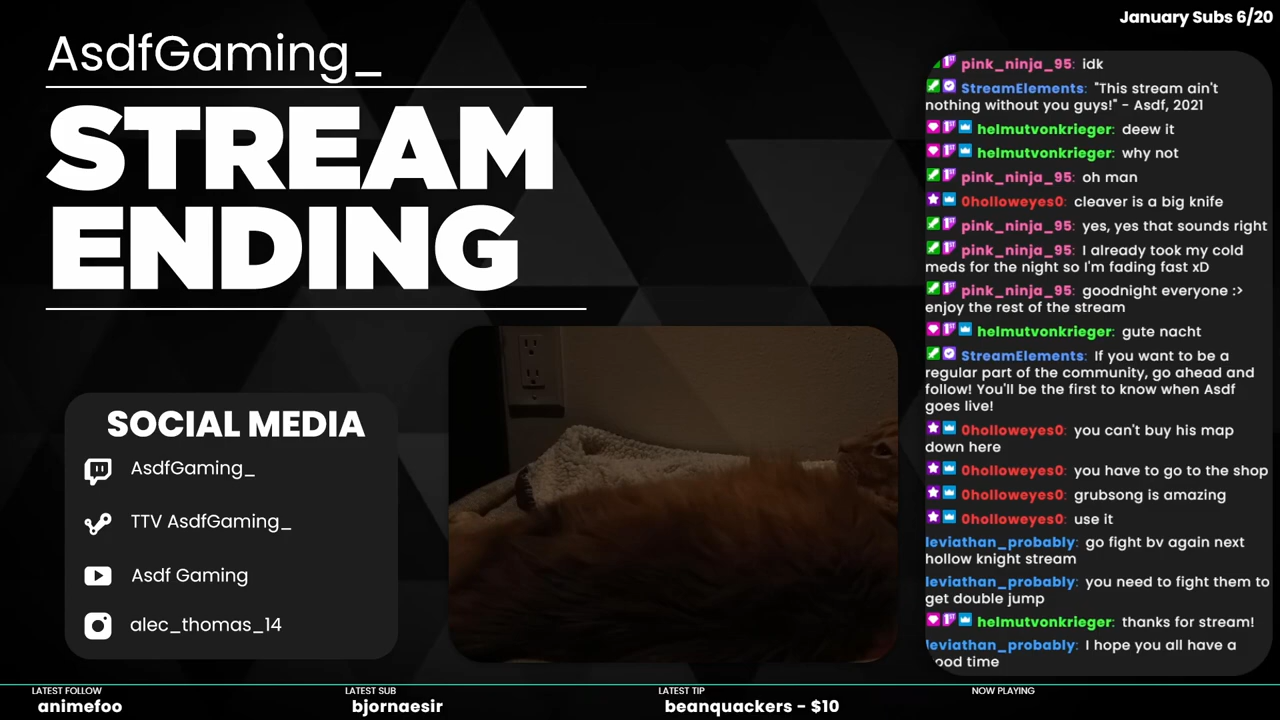 January Subs 6/20
AsdfGaming_
STREAM
ENDING
SOCIAL MEDIA
AsdfGaming_
TTV AsdfGaming_
Asdf Gaming
alec_thomas_14
pink_ninja_95: idk
StreamElements: "This stream ain't
nothing without you guys!" - Asdf, 2021
helmutvonkrieger: deew it
helmutvonkrieger: why not
pink_ninja_95: oh man
0holloweyes0: cleaver is a big knife
pink_ninja_95: yes, yes that sounds right
pink_ninja_95: I already took my cold
meds for the night so I'm fading fast xD
pink_ninja_95: goodnight everyone :>
enjoy the rest of the stream
helmutvonkrieger: gute nacht
StreamElements: If you want to be a
regular part of the community, go ahead and
follow! You'll be the first to know when Asdf
goes live!
0holloweyes0: you can't buy his map
down here
0holloweyes0: you have to go to the shop
0holloweyes0: grubsong is amazing
0holloweyes0: use it
leviathan_probably: go fight bv again next
hollow knight stream
leviathan_probably: you need to fight them to
get double jump
helmutvonkrieger: thanks for stream!
leviathan_probably: I hope you all have a
good time
LATEST FOLLOW
animefoo
LATEST SUB
bjornaesir
LATEST TIP
beanquackers - $10
NOW PLAYING